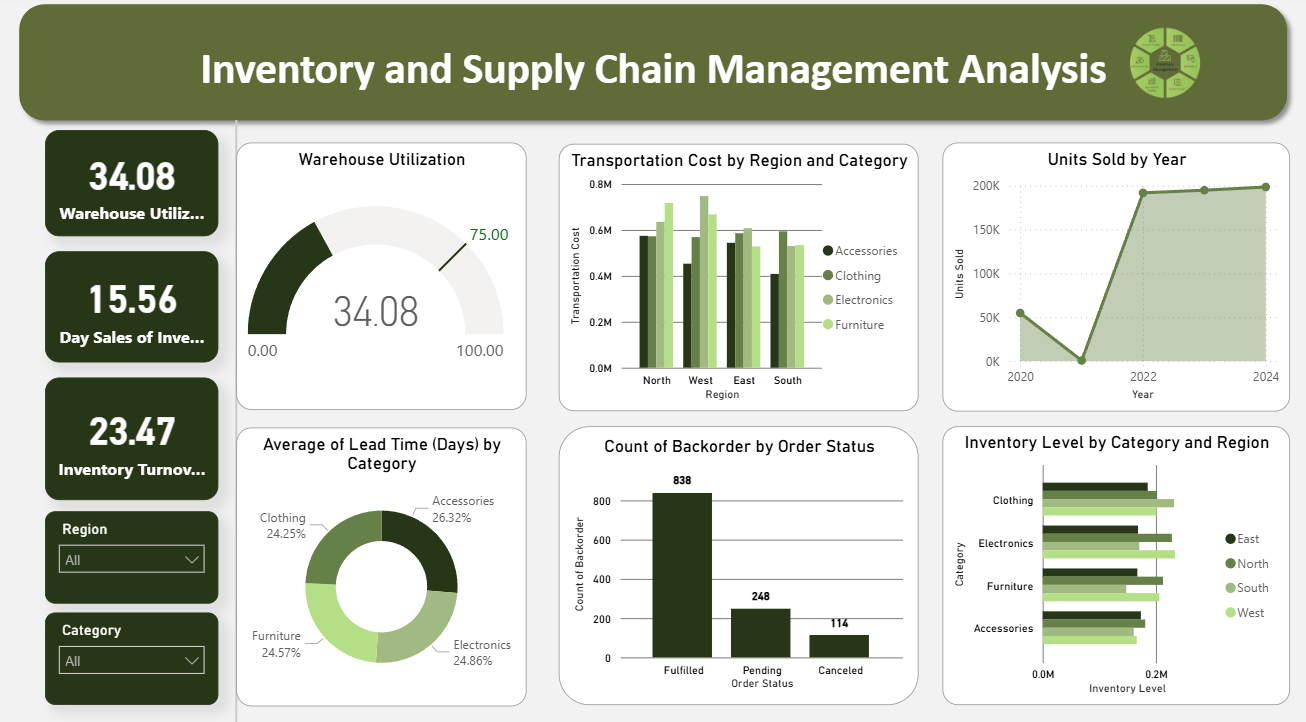 Inventory and Supply Chain Management Analysis
34.08
Warehouse Utiliz...
15.56
Day Sales of Inve...
23.47
Inventory Turnov...
Region
All
Category
All
Warehouse Utilization
75.00
34.08
0.00
100.00
Transportation Cost by Region and Category
Transportation Cost
0.8M
0.6M
0.4M
0.2M
0.0M
North
West
East
South
Region
Accessories
Clothing
Electronics
Furniture
Units Sold by Year
Units Sold
200K
150K
100K
50K
0K
2020
2022
2024
Year
Average of Lead Time (Days) by
Category
Accessories
26.32%
Clothing
24.25%
Furniture
24.57%
Electronics
24.86%
Count of Backorder by Order Status
Count of Backorder
800
600
400
200
0
838
248
114
Fulfilled
Pending
Canceled
Order Status
Inventory Level by Category and Region
Category
Clothing
Electronics
Furniture
Accessories
0.0M
0.2M
Inventory Level
East
North
South
West